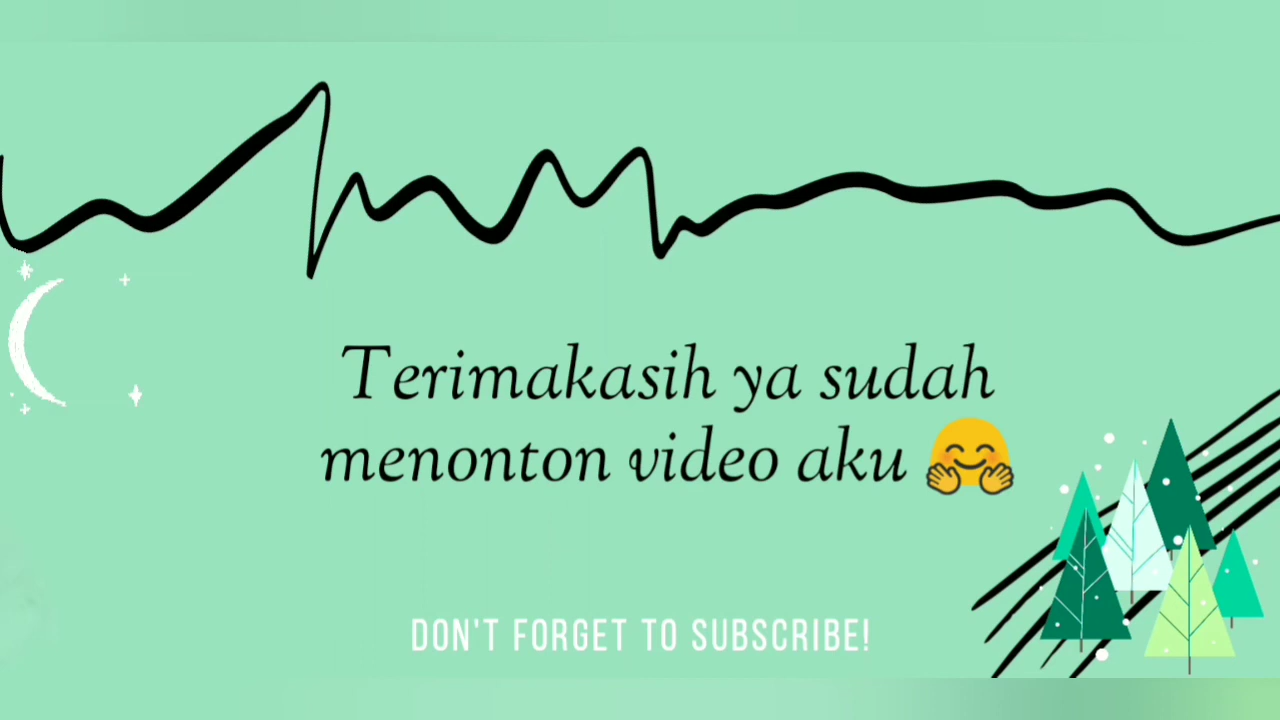 Terimakasih ya sudah
menonton video aku 🤗
DON'T FORGET TO SUBSCRIBE!